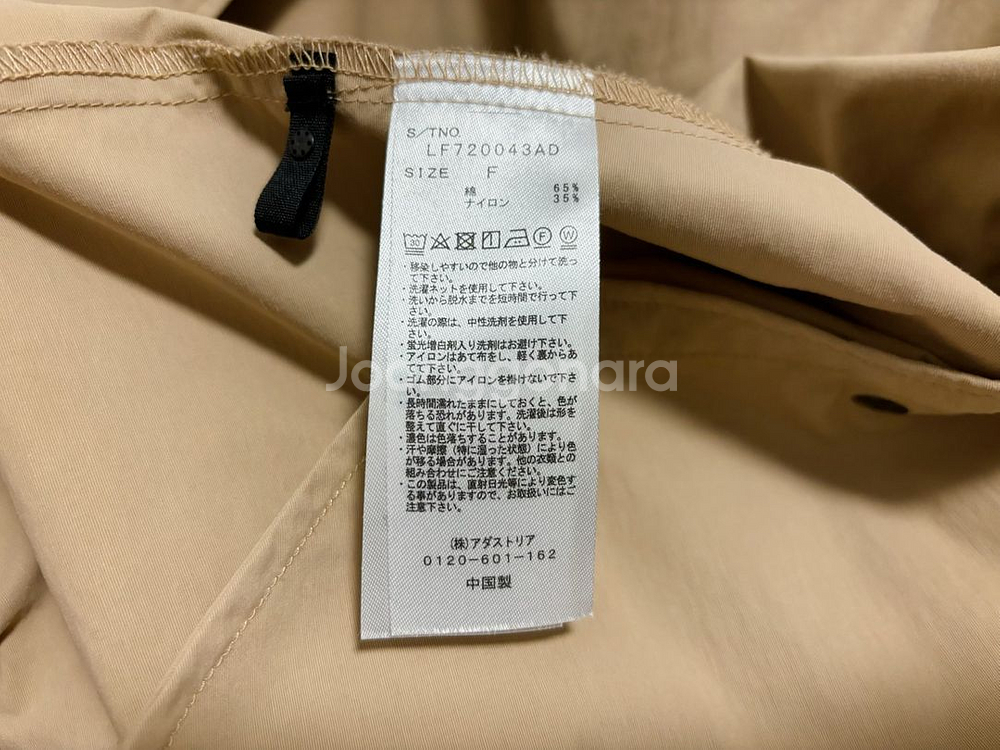 S/TNO.
LF720043AD
SIZE F
綿 65%
ナイロン 35%
30
F
W
・移染しやすいので他の物と分けて洗っ
て下さい。
・洗濯ネットを使用して下さい。
・洗いから脱水までを短時間で行って下
さい。
・洗濯の際は、中性洗剤を使用して下
さい。
・蛍光増白剤入り洗剤はお避け下さい。
・アイロンはあて布をし、軽く裏からあ
てて下さい。
・ゴム部分にアイロンを掛けないで下さ
い。
・長時間濡れたままにしておくと、色が
落ちる恐れがあります。洗濯後は形を
整えて直ぐに干して下さい。
・濃色は色落ちすることがあります。
・汗や摩擦(特に湿った状態)により色
が移る場合があります。他の衣類との
組み合わせにご注意ください。
・この製品は、直射日光等により変色す
る事がありますので、お取扱いにはご
注意下さい。
(株)アダストリア
0120-601-162
中国製